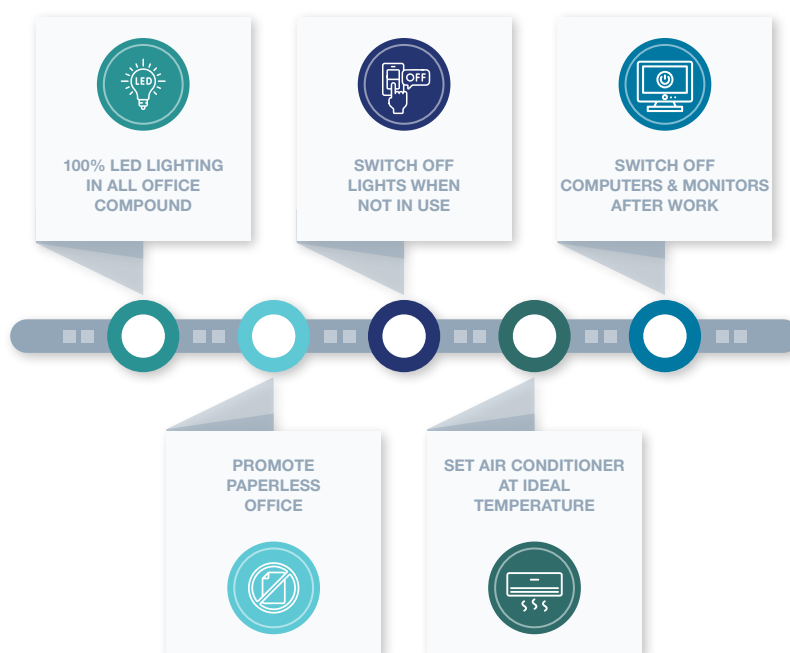 LED
100% LED LIGHTING
IN ALL OFFICE
COMPOUND
OFF
SWITCH OFF
LIGHTS WHEN
NOT IN USE
SWITCH OFF
COMPUTERS & MONITORS
AFTER WORK
PROMOTE
PAPERLESS
OFFICE
SET AIR CONDITIONER
AT IDEAL
TEMPERATURE